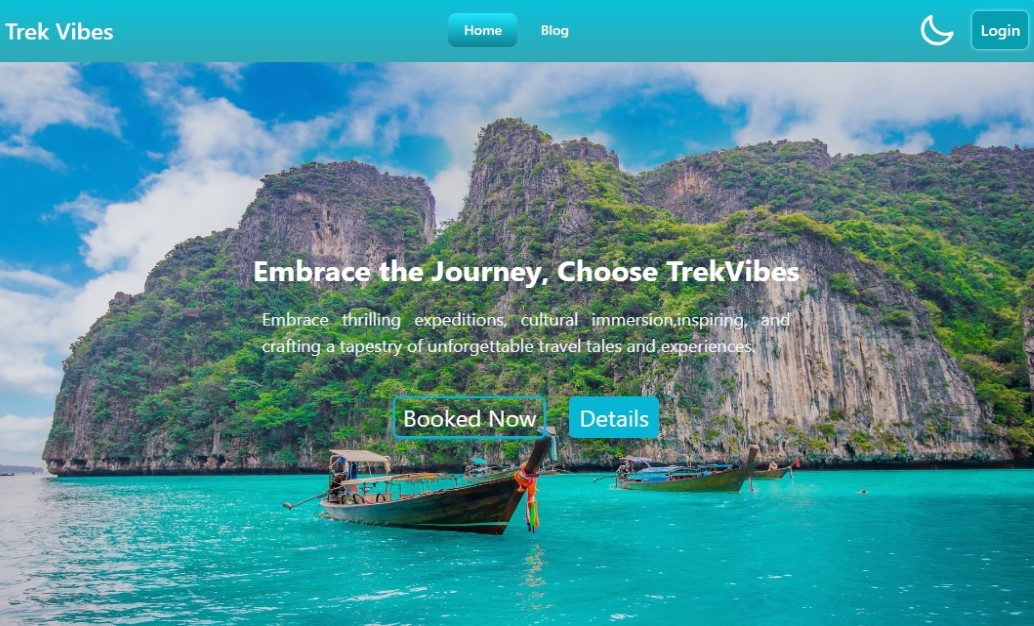 Trek Vibes
Home
Blog
Login
Embrace the Journey, Choose TrekVibes
Embrace thrilling expeditions, cultural immersion,inspiring, and
crafting a tapestry of unforgettable travel tales and experiences.
Booked Now
Details